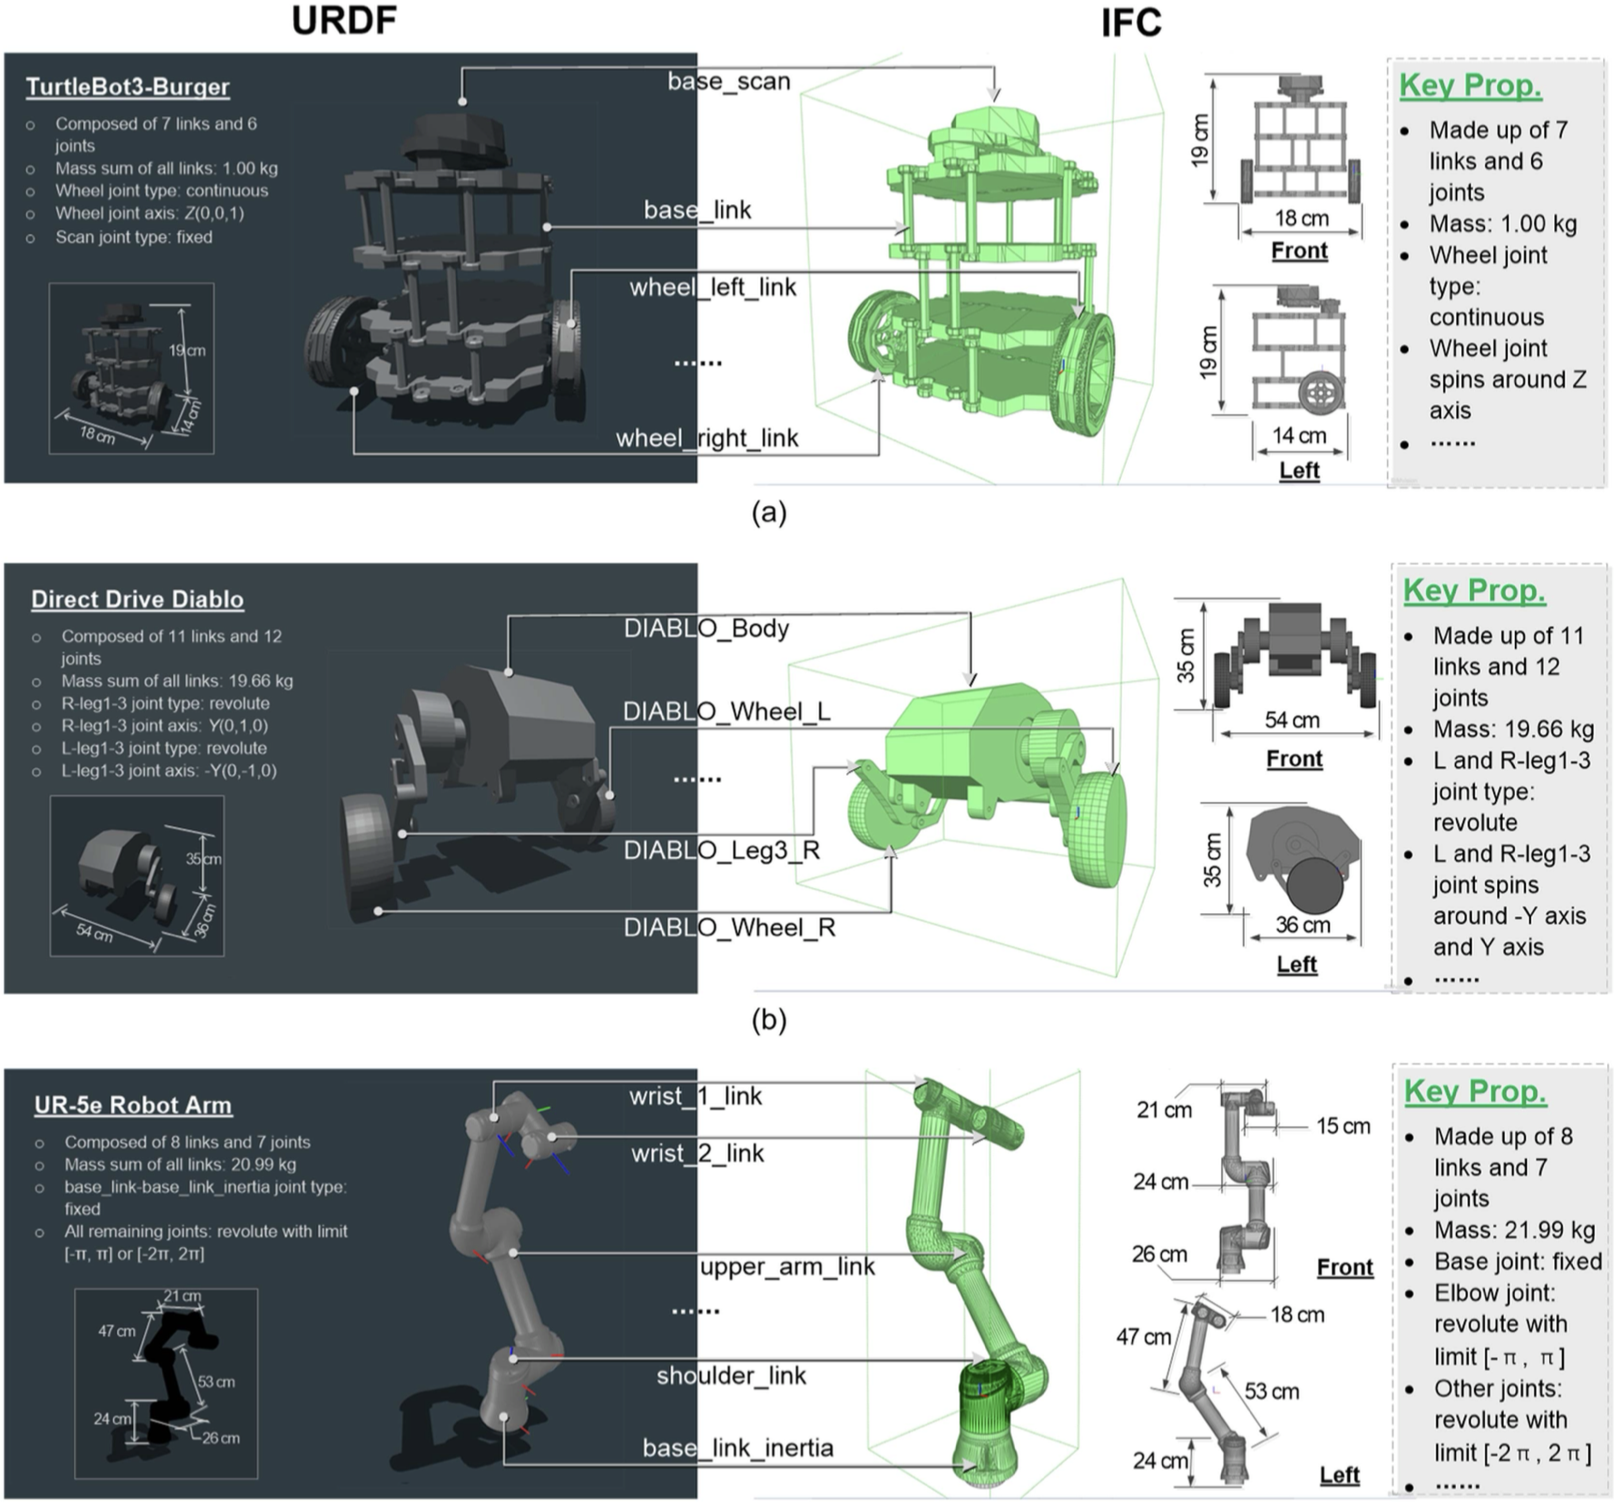 URDF
IFC
TurtleBot3-Burger
Composed of 7 links and 6
joints
Mass sum of all links: 1.00 kg
Wheel joint type: continuous
Wheel joint axis: Z(0,0,1)
Scan joint type: fixed
19 cm
18 cm
14 cm
base_scan
base_link
wheel_left_link
......
wheel_right_link
19 cm
18 cm
Front
19 cm
14 cm
Left
Key Prop.
Made up of 7
links and 6
joints
Mass: 1.00 kg
Wheel joint
type:
continuous
Wheel joint
spins around Z
axis
......
(a)
Direct Drive Diablo
Composed of 11 links and 12
joints
Mass sum of all links: 19.66 kg
R-leg1-3 joint type: revolute
R-leg1-3 joint axis: Y(0,1,0)
L-leg1-3 joint type: revolute
L-leg1-3 joint axis: -Y(0,-1,0)
35 cm
54 cm
36 cm
DIABLO_Body
DIABLO_Wheel_L
......
DIABLO_Leg3_R
DIABLO_Wheel_R
35 cm
54 cm
Front
35 cm
36 cm
Left
Key Prop.
Made up of 11
links and 12
joints
Mass: 19.66 kg
L and R-leg1-3
joint type:
revolute
L and R-leg1-3
joint spins
around -Y axis
and Y axis
......
(b)
UR-5e Robot Arm
Composed of 8 links and 7 joints
Mass sum of all links: 20.99 kg
base_link-base_link_inertia joint type:
fixed
All remaining joints: revolute with limit
[-π, π] or [-2π, 2π]
21 cm
47 cm
53 cm
24 cm
26 cm
wrist_1_link
wrist_2_link
upper_arm_link
......
shoulder_link
base_link_inertia
21 cm
15 cm
24 cm
26 cm
Front
18 cm
47 cm
53 cm
24 cm
Left
Key Prop.
Made up of 8
links and 7
joints
Mass: 21.99 kg
Base joint: fixed
Elbow joint:
revolute with
limit [- π , π ]
Other joints:
revolute with
limit [-2 π , 2 π ]
......